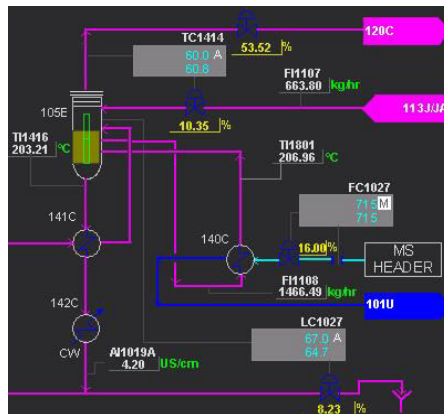 TC1414
60.0 A
60.8
53.52 %
120C
FI1107
663.80 kg/hr
105E
10.35 %
113J/JA
TI1416
203.21 °C
TI1801
206.96 °C
FC1027
71.5 M
71.5
141C
140C
16.00 %
MS
HEADER
FI1108
1466.49 kg/hr
101U
142C
CW
AI1019A
4.20 US/cm
LC1027
67.0 A
64.7
8.23 %